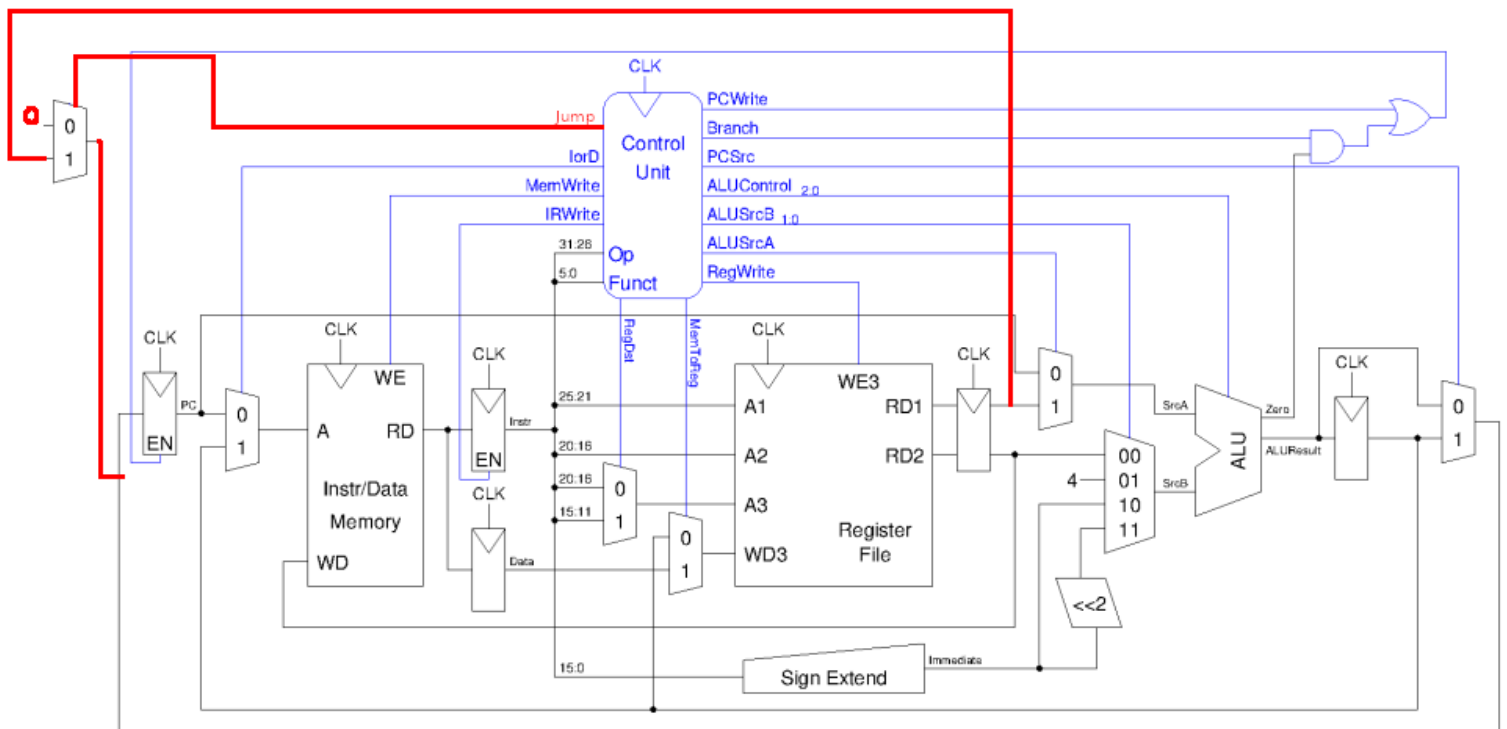 CLK
PCWrite
Jump
Control
Unit
Branch
IorD
PCSrc
MemWrite
ALUControl 2:0
IRWrite
ALUSrcB 1:0
31:26
Op
ALUSrcA
5:0
Funct
RegWrite
RegDst
MemToReg
0
0
1
CLK
PC
EN
0
1
CLK
WE
A
RD
Instr/Data
Memory
WD
CLK
Instr
EN
CLK
Data
25:21
20:16
20:16
15:11
0
1
0
1
CLK
WE3
A1
RD1
A2
RD2
A3
WD3
Register
File
CLK
0
1
SrcA
00
01
10
11
4
SrcB
<<2
ALU
Zero
ALUResult
CLK
0
1
15:0
Sign Extend
Immediate